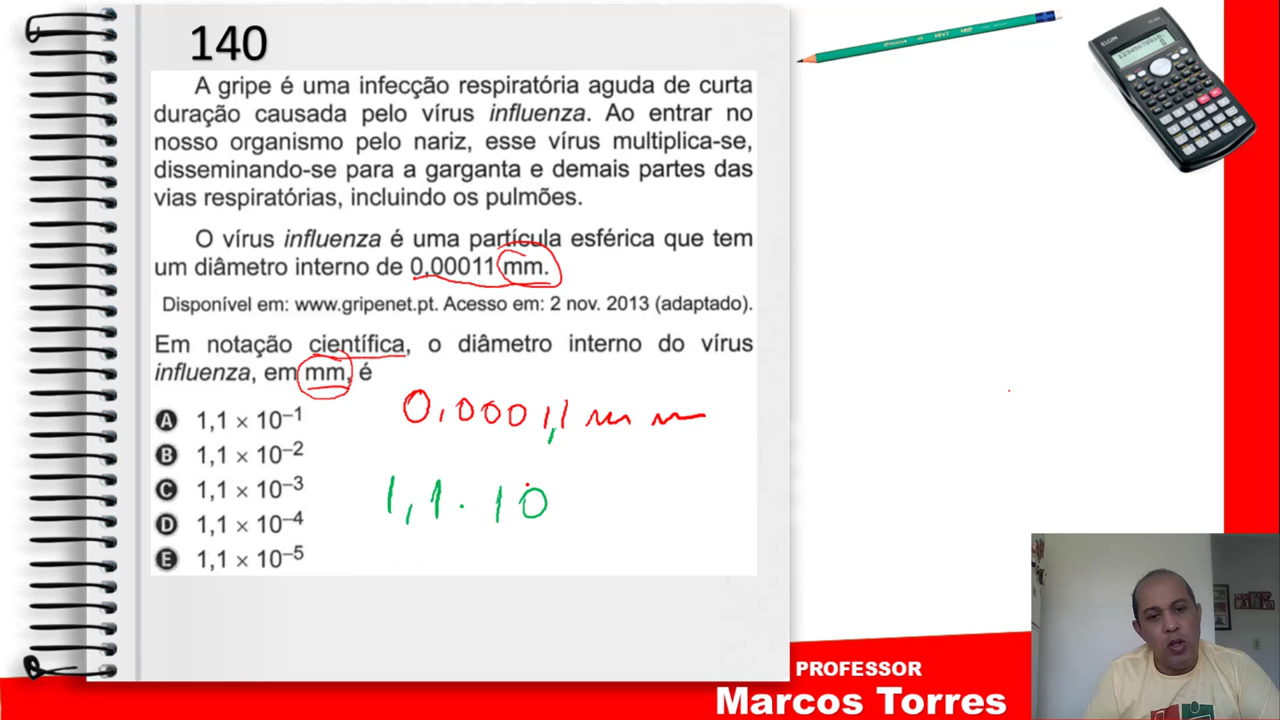 140
A gripe é uma infecção respiratória aguda de curta
duração causada pelo vírus influenza. Ao entrar no
nosso organismo pelo nariz, esse vírus multiplica-se,
disseminando-se para a garganta e demais partes das
vias respiratórias, incluindo os pulmões.
O vírus influenza é uma partícula esférica que tem
um diâmetro interno de 0,00011 mm.
Disponível em: www.gripenet.pt. Acesso em: 2 nov. 2013 (adaptado).
Em notação científica, o diâmetro interno do vírus
influenza, em mm, é
A 1,1 × 10⁻¹
B 1,1 × 10⁻²
C 1,1 × 10⁻³
D 1,1 × 10⁻⁴
E 1,1 × 10⁻⁵
0,0001,1 mm
1,1 . 10
ELGIN
PROFESSOR
Marcos Torres